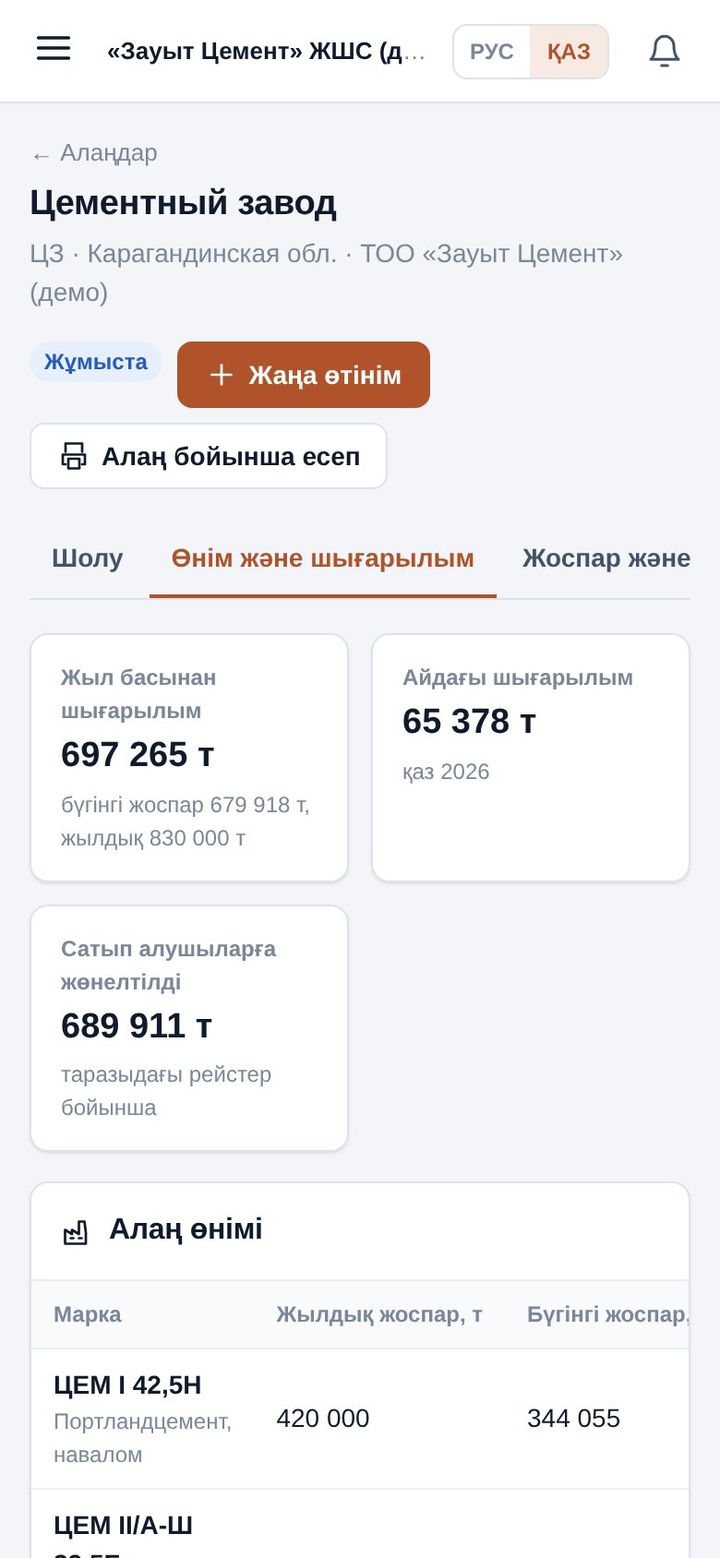 «Зауыт Цемент» ЖШС (д...
РУС ҚАЗ
← Алаңдар
Цементный завод
ЦЗ · Карагандинская обл. · ТОО «Зауыт Цемент»
(демо)
Жұмыста
+ Жаңа өтінім
Алаң бойынша есеп
Шолу
Өнім және шығарылым
Жоспар және
Жыл басынан
шығарылым
697 265 т
бүгінгі жоспар 679 918 т,
жылдық 830 000 т
Айдағы шығарылым
65 378 т
қаз 2026
Сатып алушыларға
жөнелтілді
689 911 т
таразыдағы рейстер
бойынша
Алаң өнімі
Марка
Жылдық жоспар, т
Бүгінгі жоспар,
ЦЕМ I 42,5Н
Портландцемент,
навалом
420 000
344 055
ЦЕМ II/А-Ш